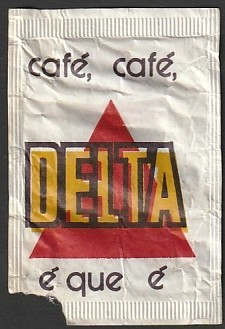 café, café,
DELTA
é que é